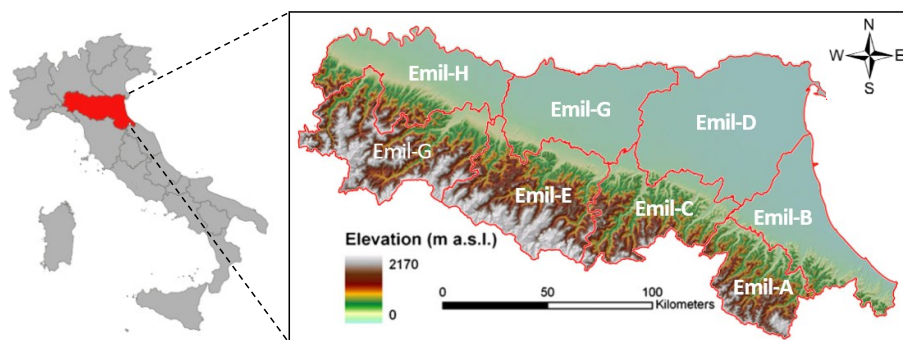 N
W E
S
Emil-H
Emil-G
Emil-D
Emil-G
Emil-E
Emil-C
Emil-B
Emil-A
Elevation (m a.s.l.)
2170
0
0 50 100
Kilometers